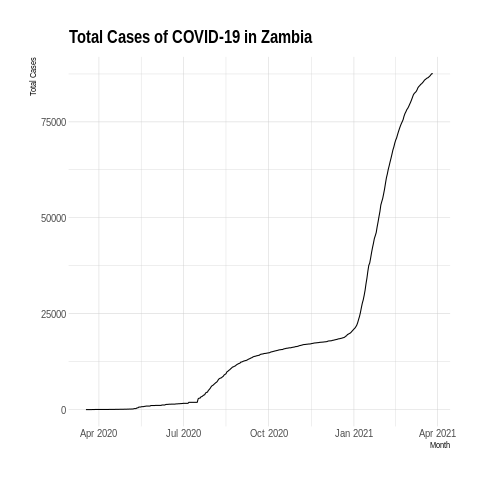 Total Cases of COVID-19 in Zambia
Total Cases
75000
50000
25000
0
Apr 2020 Jul 2020 Oct 2020 Jan 2021 Apr 2021
Month